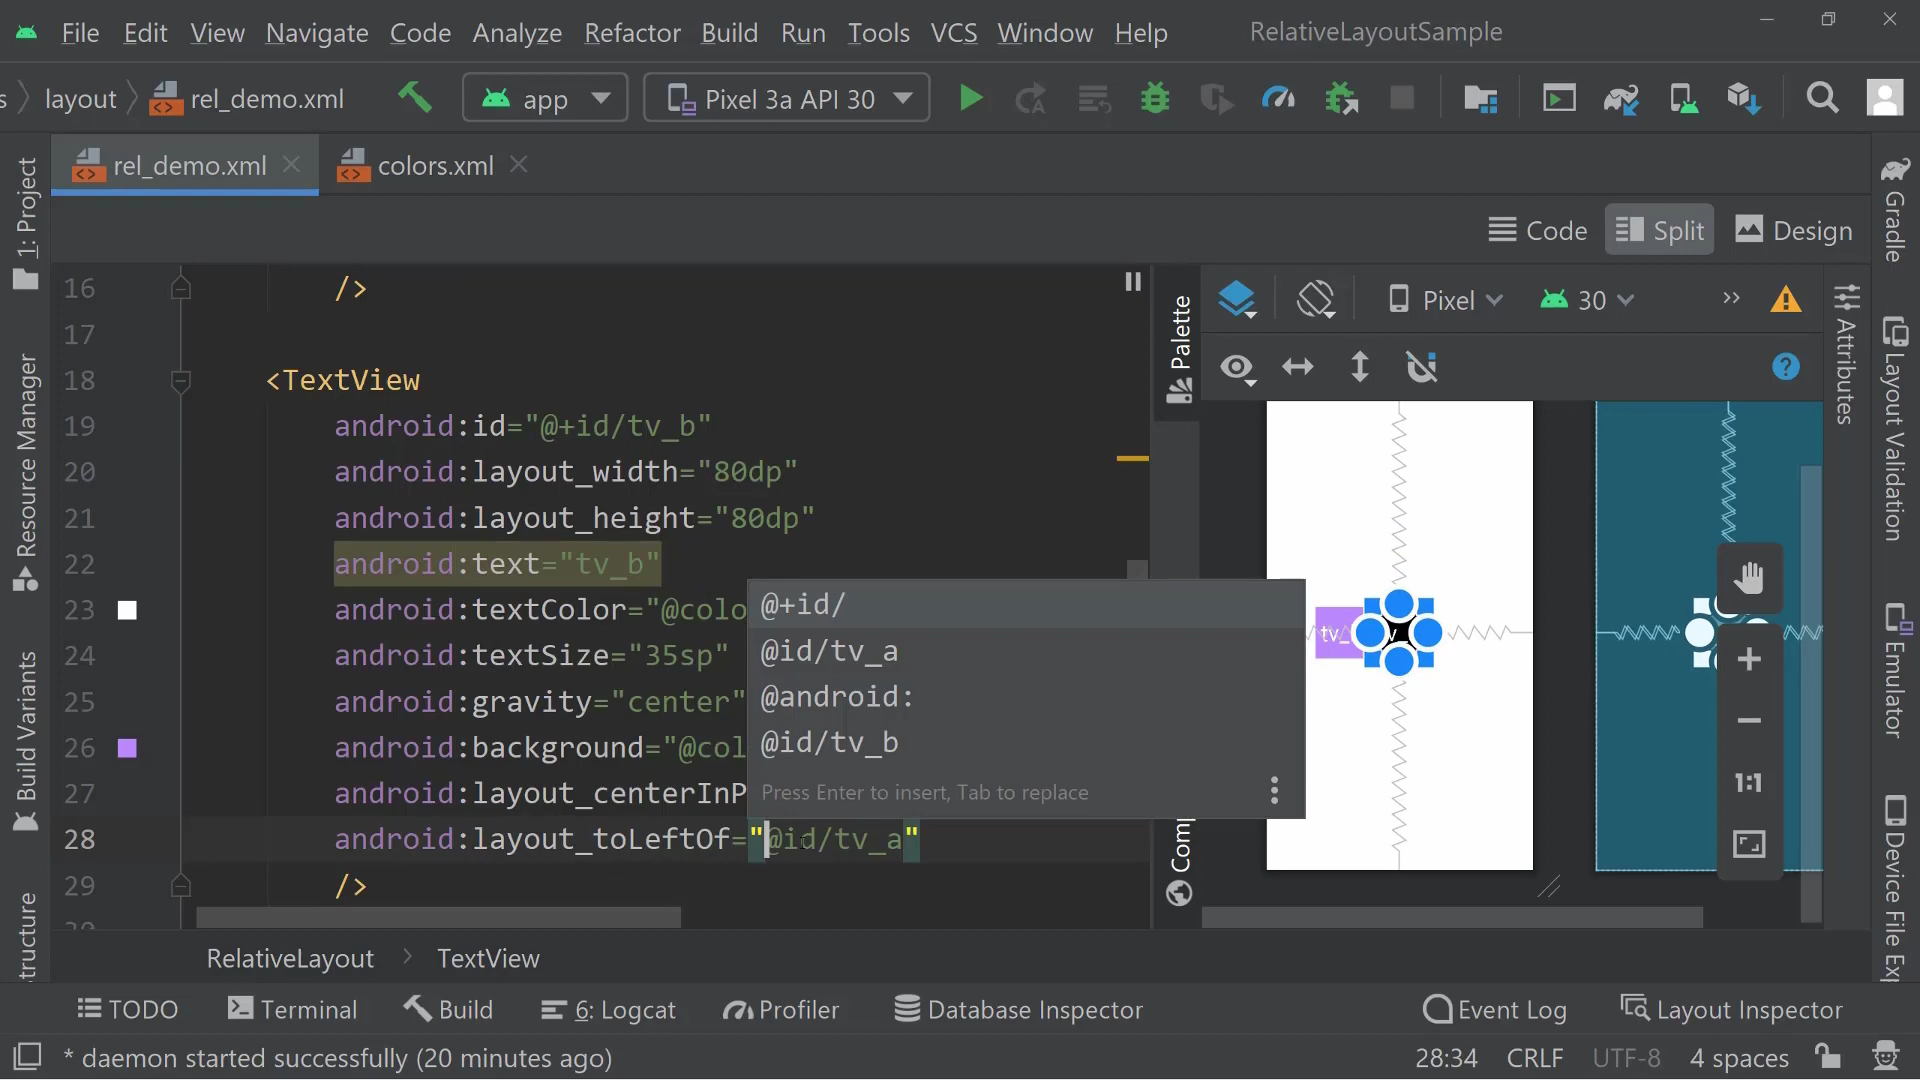 File Edit View Navigate Code Analyze Refactor Build Run Tools VCS Window Help RelativeLayoutSample
s layout rel_demo.xml app Pixel 3a API 30
rel_demo.xml colors.xml
Code Split Design
1: Project
Resource Manager
Build Variants
tructure
16 />
17
18 <TextView
19 android:id="@+id/tv_b"
20 android:layout_width="80dp"
21 android:layout_height="80dp"
22 android:text="tv_b"
23 android:textColor="@colo
24 android:textSize="35sp"
25 android:gravity="center"
26 android:background="@col
27 android:layout_centerInP
28 android:layout_toLeftOf="@id/tv_a"
29 />
@+id/
@id/tv_a
@android:
@id/tv_b
Press Enter to insert, Tab to replace
Palette
Comp
Pixel 30
tv_
1:1
Attributes
Gradle
Layout Validation
Emulator
Device File Ex
RelativeLayout TextView
TODO Terminal Build 6: Logcat Profiler Database Inspector Event Log Layout Inspector
* daemon started successfully (20 minutes ago) 28:34 CRLF UTF-8 4 spaces